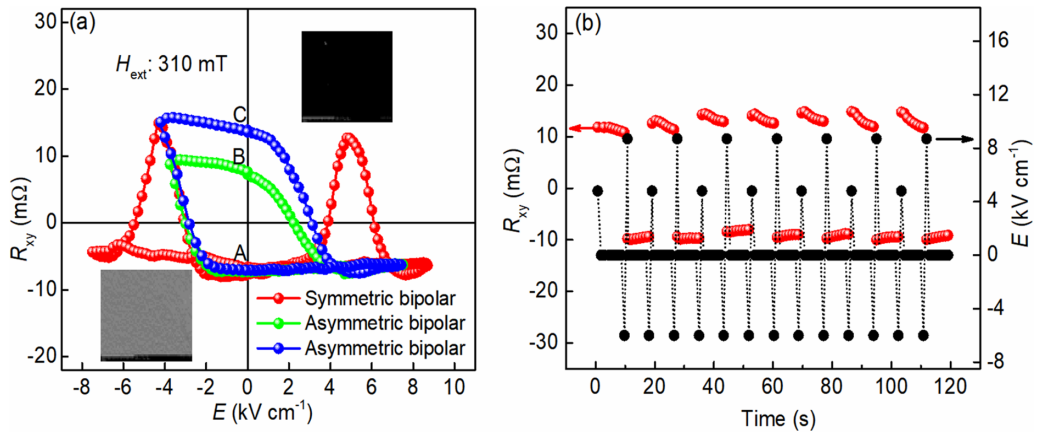 (a)
H_ext: 310 mT
C
B
A
Symmetric bipolar
Asymmetric bipolar
Asymmetric bipolar
R_xy (mΩ)
30
20
10
0
-10
-20
-8 -6 -4 -2 0 2 4 6 8 10
E (kV cm⁻¹)
(b)
R_xy (mΩ)
30
20
10
0
-10
-20
-30
0 20 40 60 80 100 120
Time (s)
16
12
8
4
0
-4
-8
E (kV cm⁻¹)